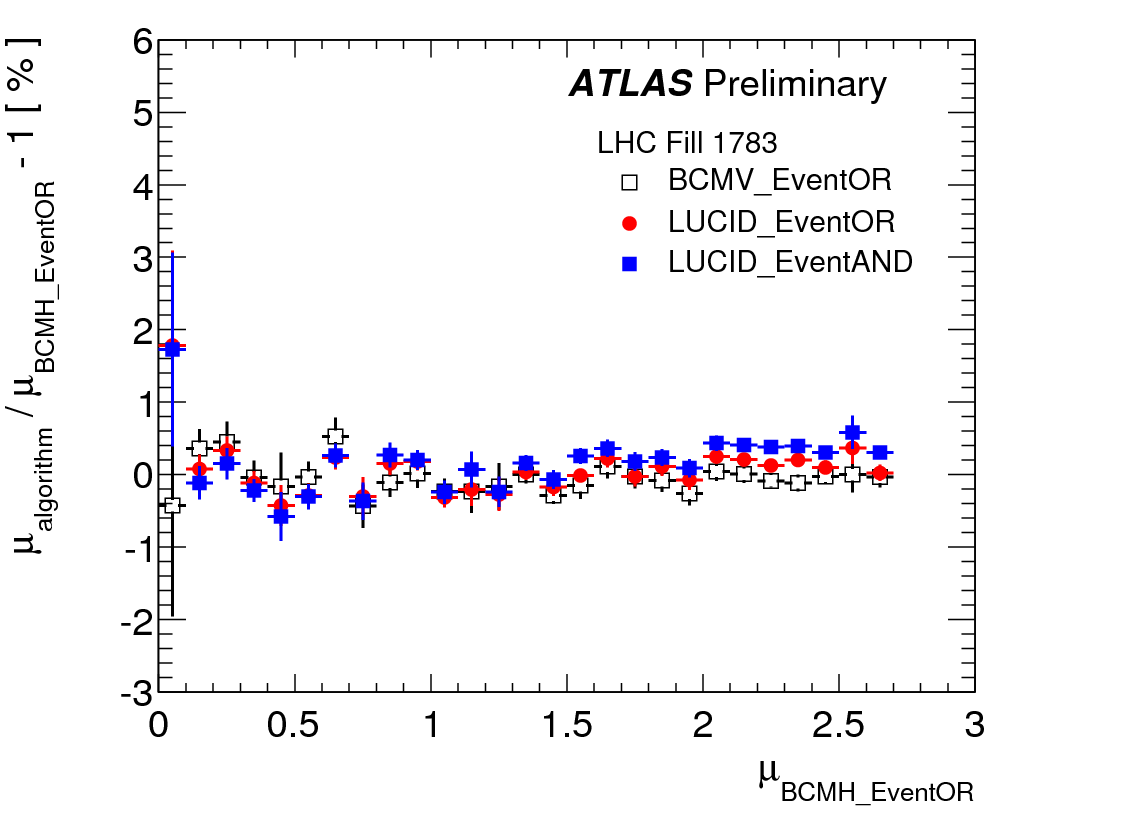 ATLAS Preliminary
LHC Fill 1783
BCMV_EventOR
LUCID_EventOR
LUCID_EventAND
μalgorithm / μBCMH_EventOR - 1 [ % ]
6
5
4
3
2
1
0
-1
-2
-3
0 0.5 1 1.5 2 2.5 3
μBCMH_EventOR